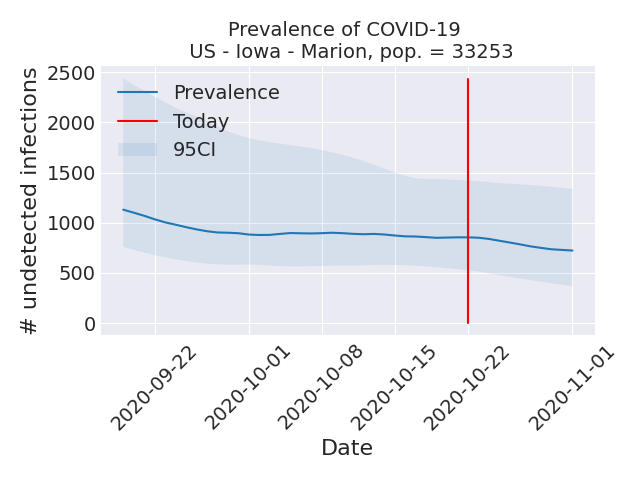 Prevalence of COVID-19
US - Iowa - Marion, pop. = 33253
# undetected infections
2500
2000
1500
1000
500
0
Prevalence
Today
95CI
2020-09-22
2020-10-01
2020-10-08
2020-10-15
2020-10-22
2020-11-01
Date